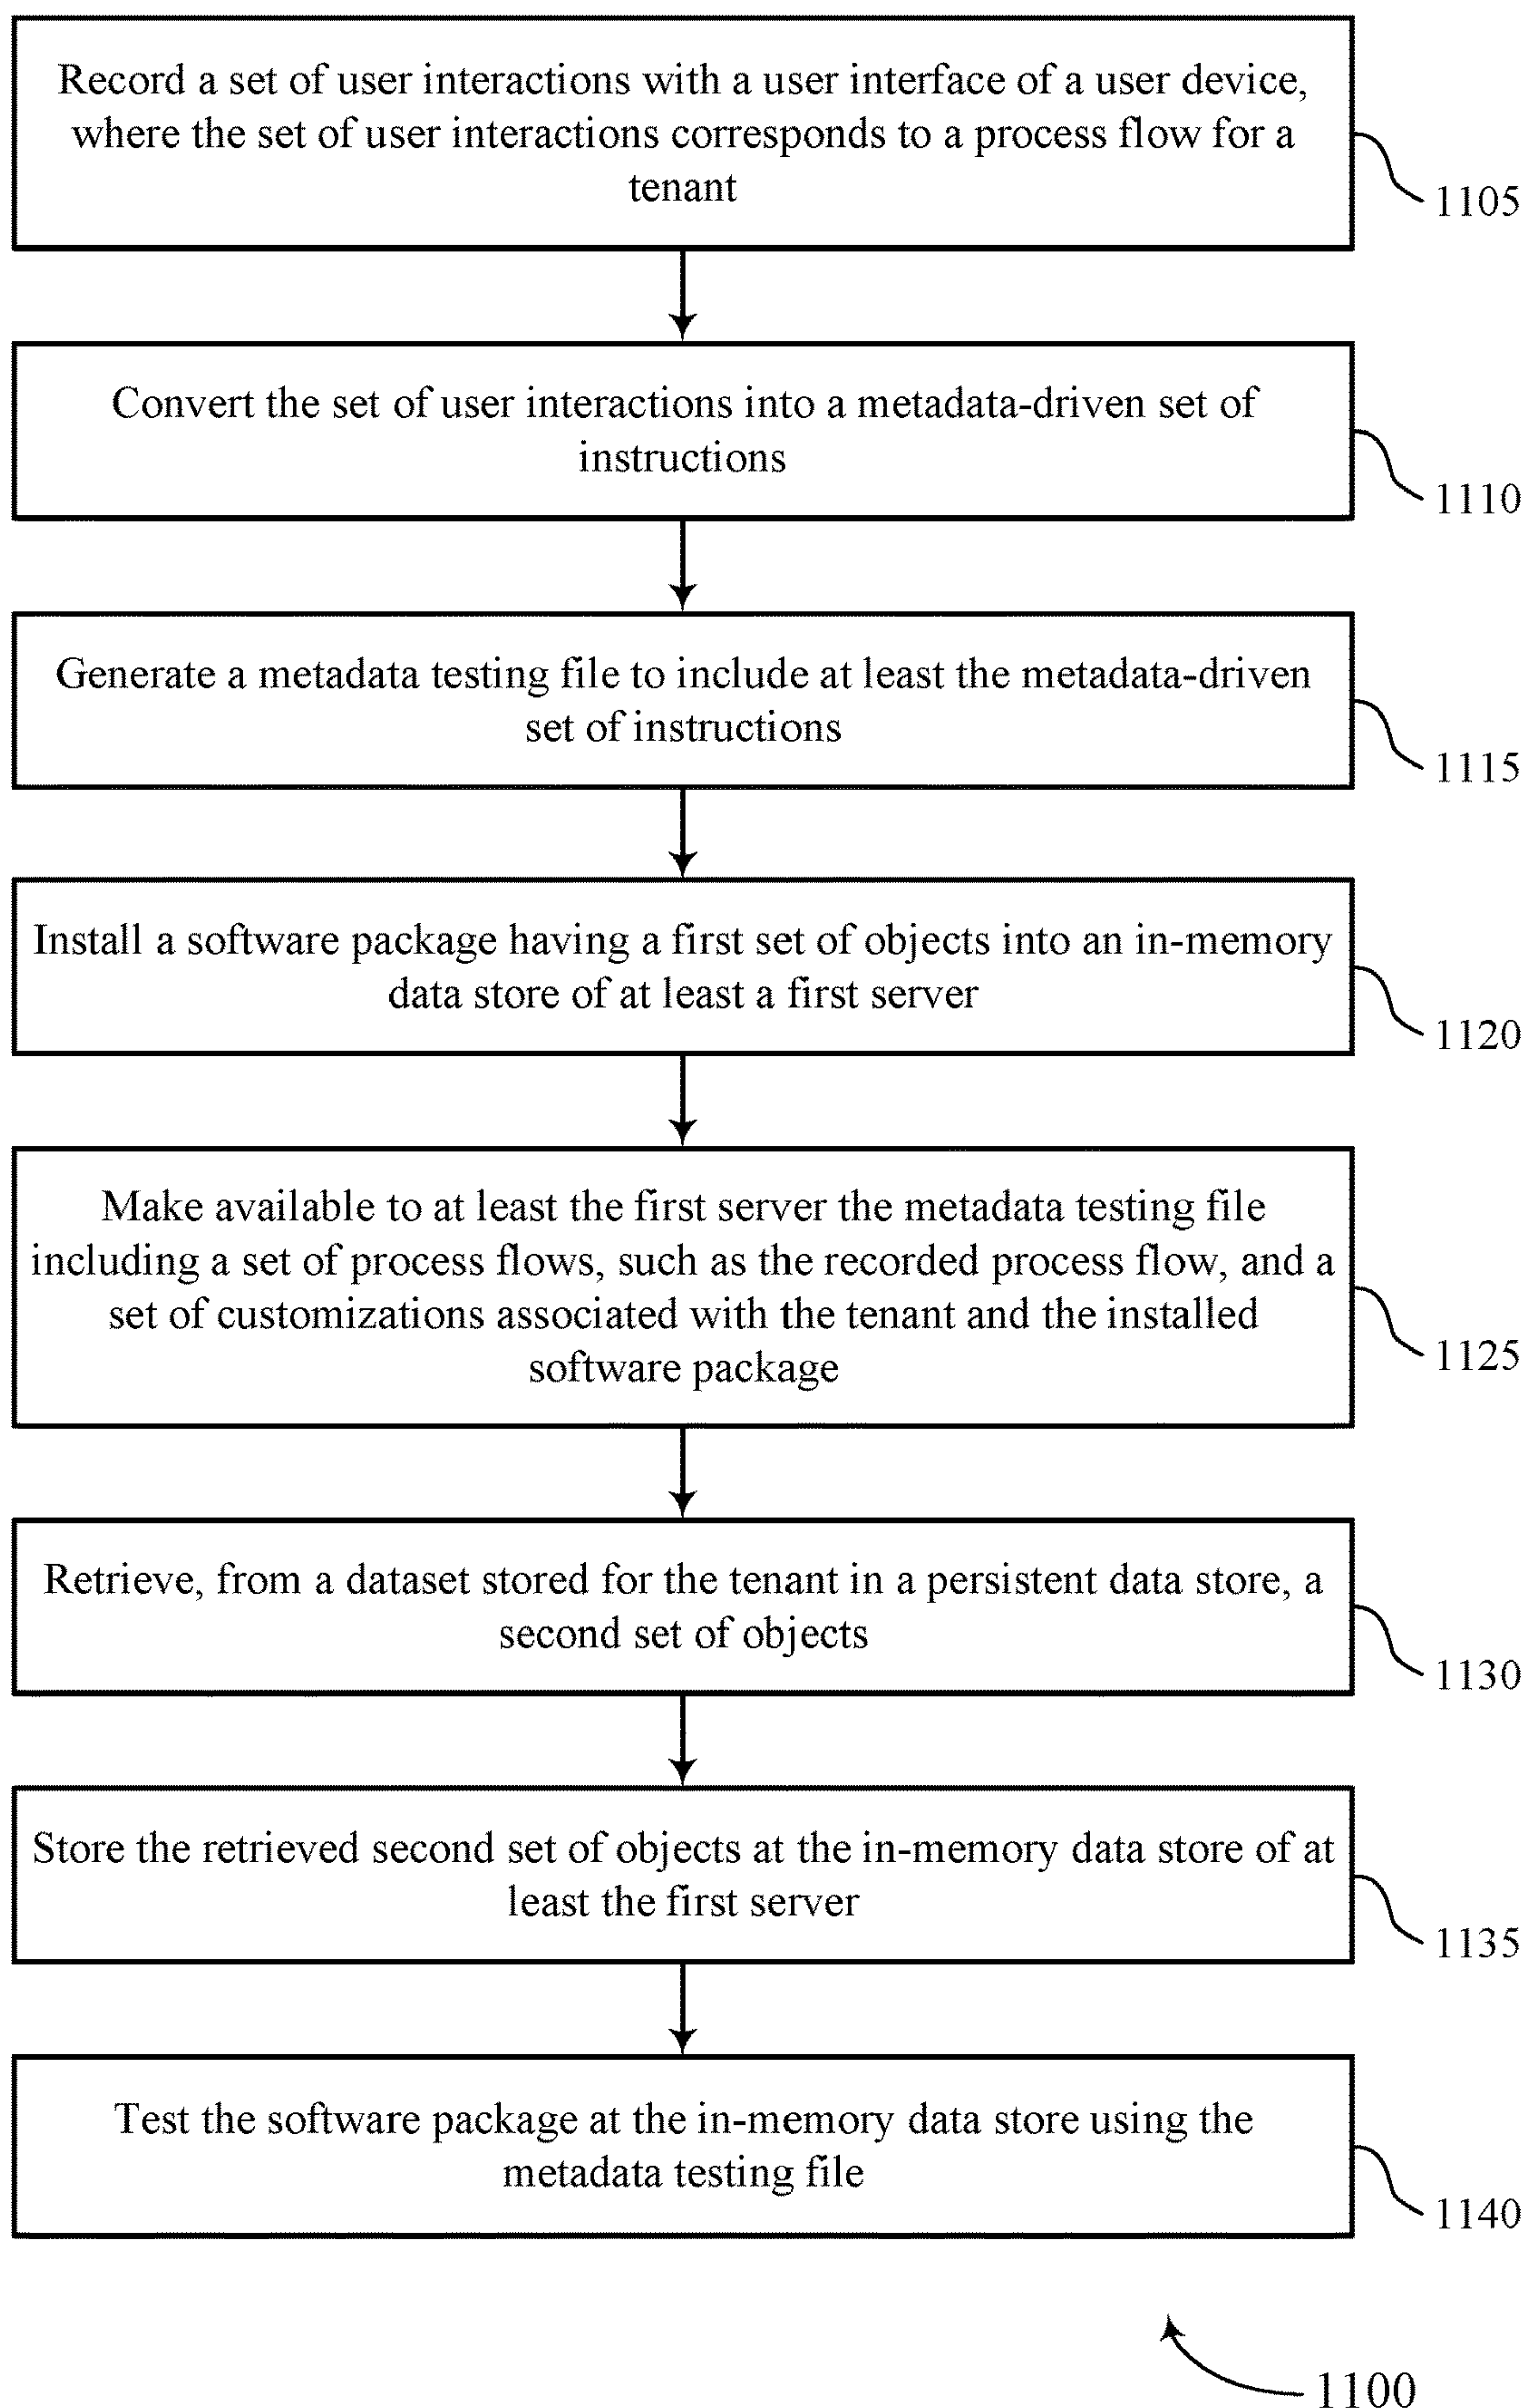 Record a set of user interactions with a user interface of a user device,
where the set of user interactions corresponds to a process flow for a
tenant
1105
Convert the set of user interactions into a metadata-driven set of
instructions
1110
Generate a metadata testing file to include at least the metadata-driven
set of instructions
1115
Install a software package having a first set of objects into an in-memory
data store of at least a first server
1120
Make available to at least the first server the metadata testing file
including a set of process flows, such as the recorded process flow, and a
set of customizations associated with the tenant and the installed
software package
1125
Retrieve, from a dataset stored for the tenant in a persistent data store, a
second set of objects
1130
Store the retrieved second set of objects at the in-memory data store of at
least the first server
1135
Test the software package at the in-memory data store using the
metadata testing file
1140
1100